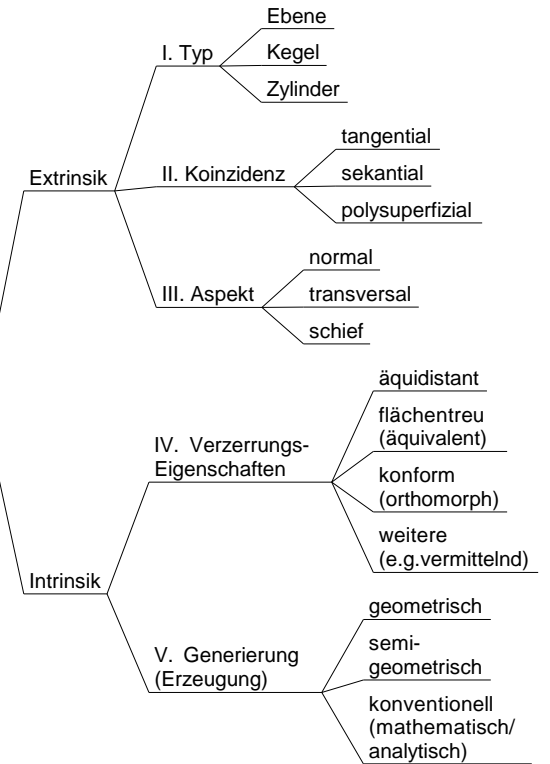 Ebene
I. Typ
Kegel
Zylinder
Extrinsik
tangential
II. Koinzidenz
sekantial
polysuperfizial
normal
III. Aspekt
transversal
schief
äquidistant
flächentreu
(äquivalent)
IV. Verzerrungs-
Eigenschaften
konform
(orthomorph)
weitere
(e.g.vermittelnd)
Intrinsik
geometrisch
V. Generierung
(Erzeugung)
semi-
geometrisch
konventionell
(mathematisch/
analytisch)